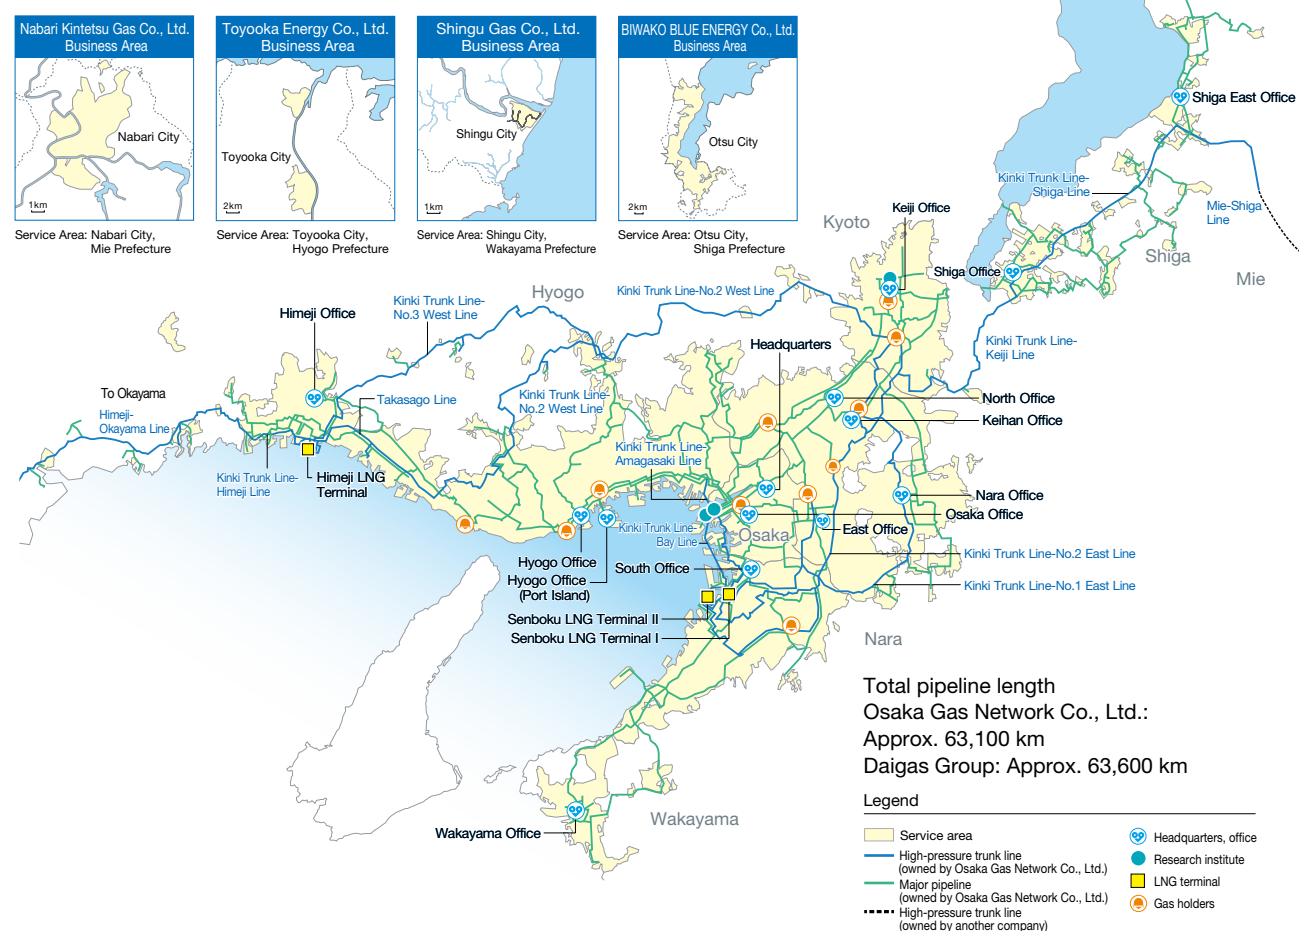 Nabari Kintetsu Gas Co., Ltd.
Business Area
Nabari City
1km
Service Area: Nabari City,
Mie Prefecture
Toyooka Energy Co., Ltd.
Business Area
Toyooka City
2km
Service Area: Toyooka City,
Hyogo Prefecture
Shingu Gas Co., Ltd.
Business Area
Shingu City
1km
Service Area: Shingu City,
Wakayama Prefecture
BIWAKO BLUE ENERGY Co., Ltd.
Business Area
Otsu City
2km
Service Area: Otsu City,
Shiga Prefecture
Shiga East Office
Kinki Trunk Line-
Shiga Line
Mie-Shiga
Line
Keiji Office
Kyoto
Shiga
Shiga Office
Mie
Hyogo
Kinki Trunk Line-No.2 West Line
Kinki Trunk Line-
No.3 West Line
Himeji Office
Headquarters
Kinki Trunk Line-
Keiji Line
To Okayama
Himeji-
Okayama Line
Takasago Line
Kinki Trunk Line-
No.2 West Line
North Office
Keihan Office
Kinki Trunk Line-
Amagasaki Line
Kinki Trunk Line-
Himeji Line
Himeji LNG
Terminal
Nara Office
Osaka Office
East Office
Kinki Trunk Line-
Bay Line
Osaka
Kinki Trunk Line-No.2 East Line
Hyogo Office
South Office
Hyogo Office
(Port Island)
Kinki Trunk Line-No.1 East Line
Senboku LNG Terminal II
Senboku LNG Terminal I
Nara
Wakayama
Wakayama Office
Total pipeline length
Osaka Gas Network Co., Ltd.:
Approx. 63,100 km
Daigas Group: Approx. 63,600 km
Legend
Service area
High-pressure trunk line
(owned by Osaka Gas Network Co., Ltd.)
Major pipeline
(owned by Osaka Gas Network Co., Ltd.)
High-pressure trunk line
(owned by another company)
Headquarters, office
Research institute
LNG terminal
Gas holders